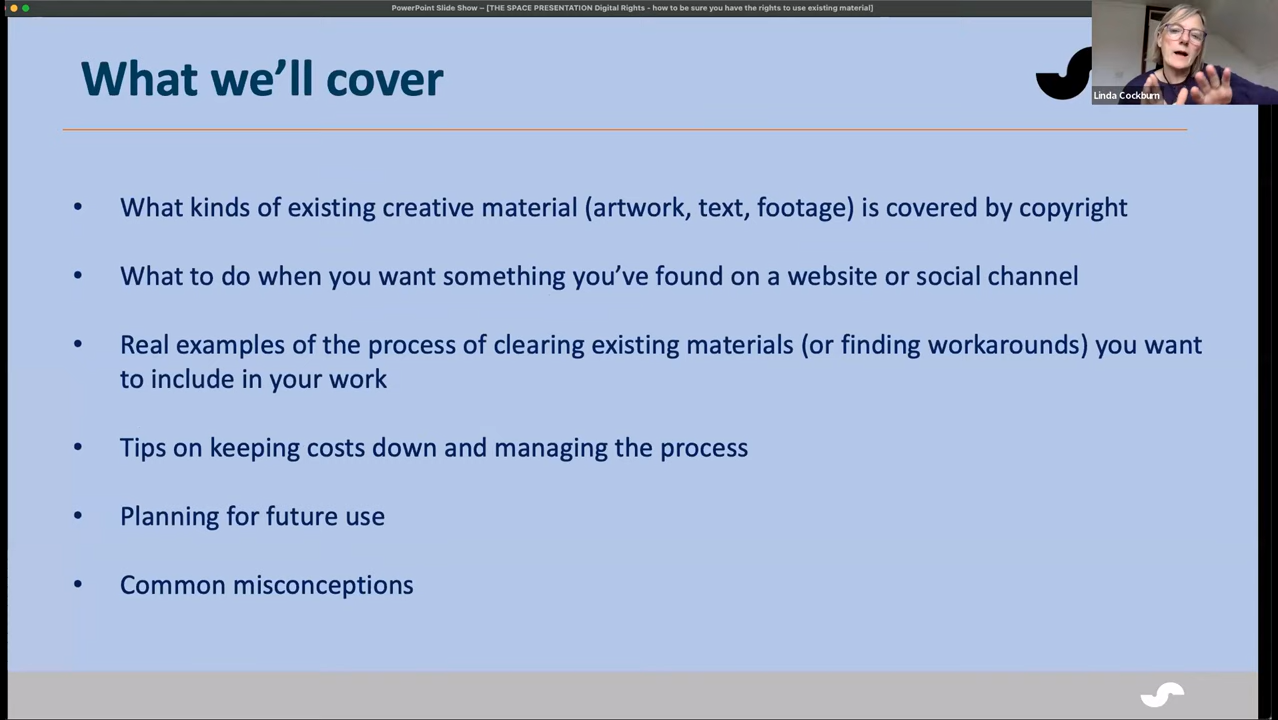 PowerPoint Slide Show – [THE SPACE PRESENTATION Digital Rights - how to be sure you have the rights to use existing material]
What we’ll cover
Linda Cockburn
• What kinds of existing creative material (artwork, text, footage) is covered by copyright
• What to do when you want something you’ve found on a website or social channel
• Real examples of the process of clearing existing materials (or finding workarounds) you want
to include in your work
• Tips on keeping costs down and managing the process
• Planning for future use
• Common misconceptions